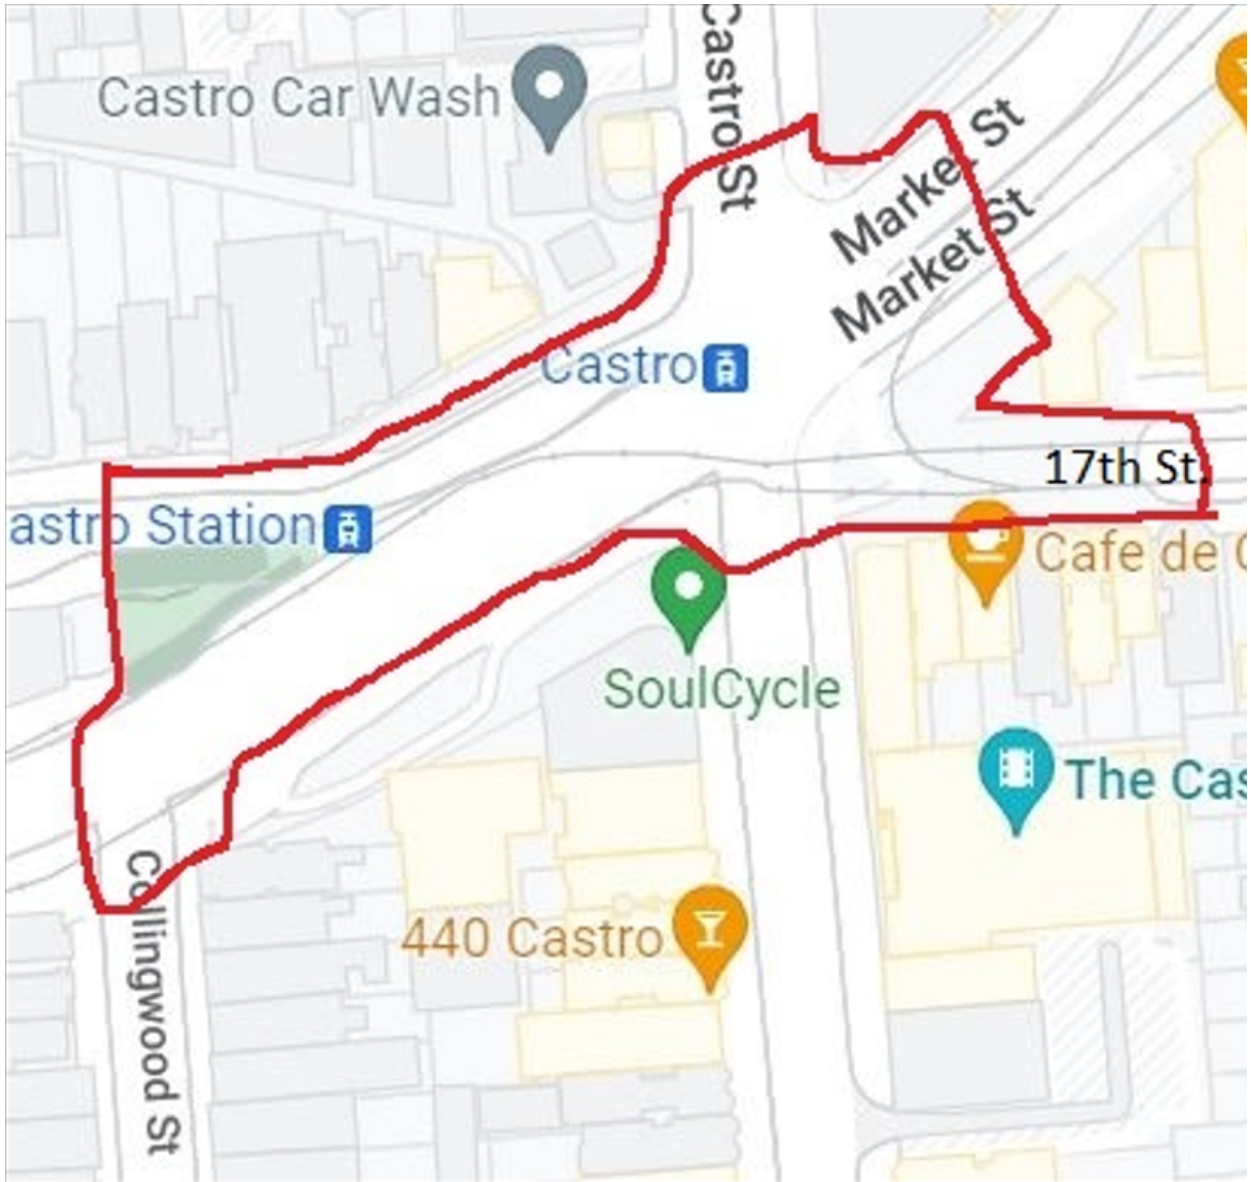 Castro St
Castro Car Wash
Market St
Market St
Castro
17th St.
astro Station
Cafe de C
SoulCycle
The Cas
440 Castro
Collingwood St